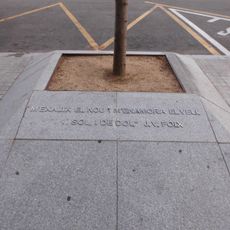 "M'EXALTA EL NOU I M'ENAMORA EL VELL"
SOL, I DE DOL" J.V. FOIX